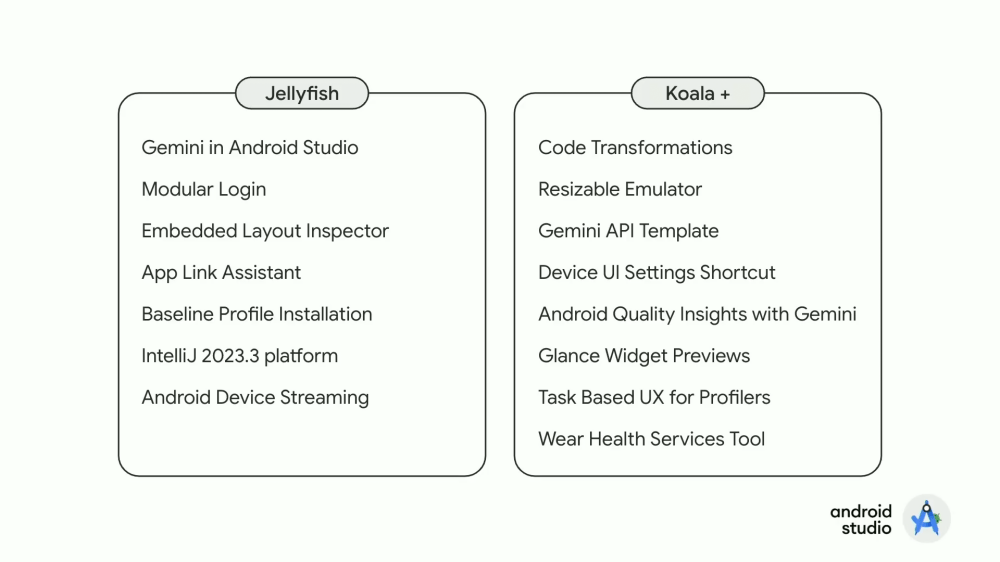 Jellyfish
Gemini in Android Studio
Modular Login
Embedded Layout Inspector
App Link Assistant
Baseline Profile Installation
IntelliJ 2023.3 platform
Android Device Streaming
Koala +
Code Transformations
Resizable Emulator
Gemini API Template
Device UI Settings Shortcut
Android Quality Insights with Gemini
Glance Widget Previews
Task Based UX for Profilers
Wear Health Services Tool
android
studio